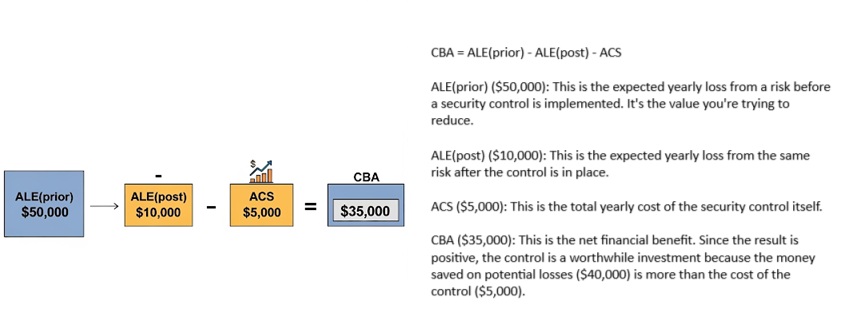 ALE(prior)
$50,000
-
ALE(post)
$10,000
-
$
ACS
$5,000
=
CBA
$35,000
CBA = ALE(prior) - ALE(post) - ACS
ALE(prior) ($50,000): This is the expected yearly loss from a risk before
a security control is implemented. It's the value you're trying to
reduce.
ALE(post) ($10,000): This is the expected yearly loss from the same
risk after the control is in place.
ACS ($5,000): This is the total yearly cost of the security control itself.
CBA ($35,000): This is the net financial benefit. Since the result is
positive, the control is a worthwhile investment because the money
saved on potential losses ($40,000) is more than the cost of the
control ($5,000).